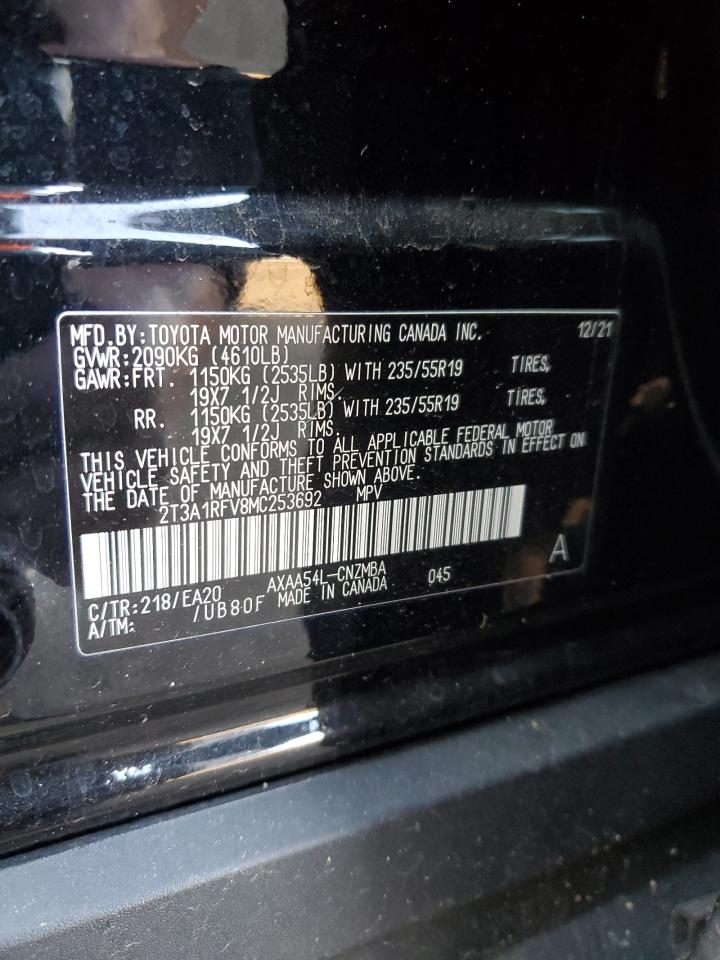 MFD.BY:TOYOTA MOTOR MANUFACTURING CANADA INC. 12/21
GVWR:2090KG (4610LB)
GAWR:FRT. 1150KG (2535LB) WITH 235/55R19 TIRES,
19X7 1/2J RIMS.
RR. 1150KG (2535LB) WITH 235/55R19 TIRES,
19X7 1/2J RIMS.
THIS VEHICLE CONFORMS TO ALL APPLICABLE FEDERAL MOTOR
VEHICLE SAFETY AND THEFT PREVENTION STANDARDS IN EFFECT ON
THE DATE OF MANUFACTURE SHOWN ABOVE.
2T3A1RFV8MC253692 MPV
A
C/TR:218/EA20 AXAA54L-CNZMBA 045
A/TM: /UB80F MADE IN CANADA